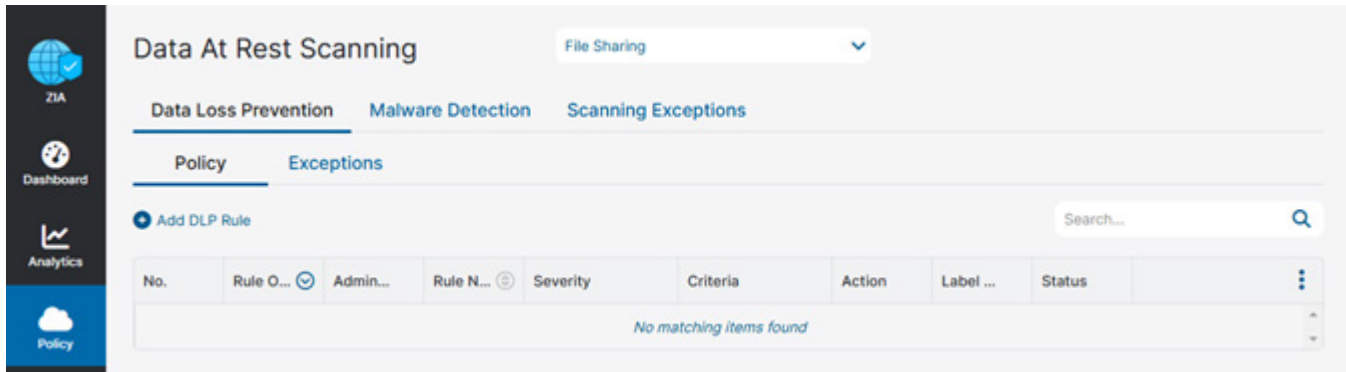 Data At Rest Scanning
File Sharing
ZIA
Data Loss Prevention Malware Detection Scanning Exceptions
Dashboard
Policy Exceptions
Add DLP Rule
Search...
Analytics
No. Rule O... Admin... Rule N... Severity Criteria Action Label ... Status
No matching items found
Policy